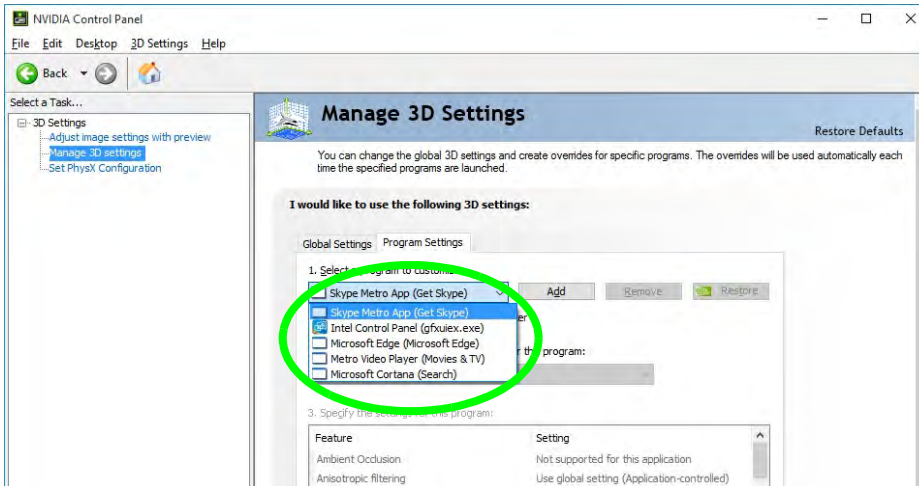 NVIDIA Control Panel
File Edit Desktop 3D Settings Help
Back
Select a Task...
3D Settings
Adjust image settings with preview
Manage 3D settings
Set PhysX Configuration
Manage 3D Settings
Restore Defaults
You can change the global 3D settings and create overrides for specific programs. The overrides will be used automatically each
time the specified programs are launched.
I would like to use the following 3D settings:
Global Settings Program Settings
1. Select a program to customize:
Skype Metro App (Get Skype) Add Remove Restore
Skype Metro App (Get Skype)
Intel Control Panel (gfxuiex.exe)
Microsoft Edge (Microsoft Edge)
Metro Video Player (Movies & TV)
Microsoft Cortana (Search)
program:
3. Specify the settings for this program:
Feature Setting
Ambient Occlusion Not supported for this application
Anisotropic filtering Use global setting (Application-controlled)